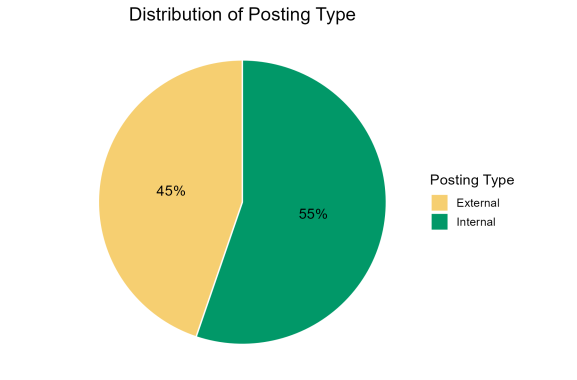 Distribution of Posting Type
45%
55%
Posting Type
External
Internal